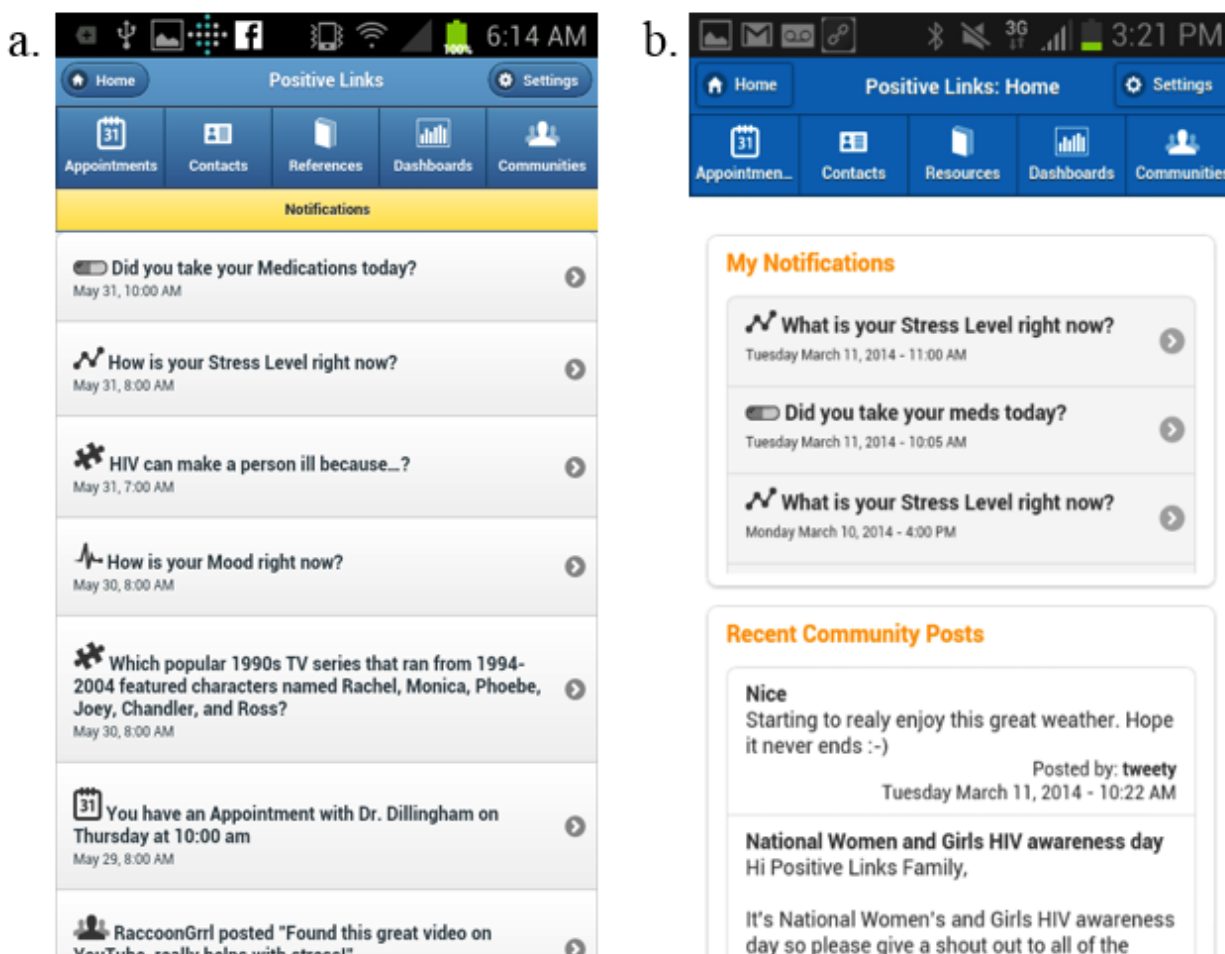 a.
100%
6:14 AM
Home
Positive Links
Settings
31
Appointments
Contacts
References
Dashboards
Communities
Notifications
Did you take your Medications today?
May 31, 10:00 AM
How is your Stress Level right now?
May 31, 8:00 AM
HIV can make a person ill because...?
May 31, 7:00 AM
How is your Mood right now?
May 30, 8:00 AM
Which popular 1990s TV series that ran from 1994-
2004 featured characters named Rachel, Monica, Phoebe,
Joey, Chandler, and Ross?
May 30, 8:00 AM
31 You have an Appointment with Dr. Dillingham on
Thursday at 10:00 am
May 29, 8:00 AM
RaccoonGrrl posted "Found this great video on
YouTube, really helps with stress!"
b.
3G
3:21 PM
Home
Positive Links: Home
Settings
31
Appointmen...
Contacts
Resources
Dashboards
Communities
My Notifications
What is your Stress Level right now?
Tuesday March 11, 2014 - 11:00 AM
Did you take your meds today?
Tuesday March 11, 2014 - 10:05 AM
What is your Stress Level right now?
Monday March 10, 2014 - 4:00 PM
Recent Community Posts
Nice
Starting to realy enjoy this great weather. Hope
it never ends :-)
Posted by: tweety
Tuesday March 11, 2014 - 10:22 AM
National Women and Girls HIV awareness day
Hi Positive Links Family,
It's National Women's and Girls HIV awareness
day so please give a shout out to all of the